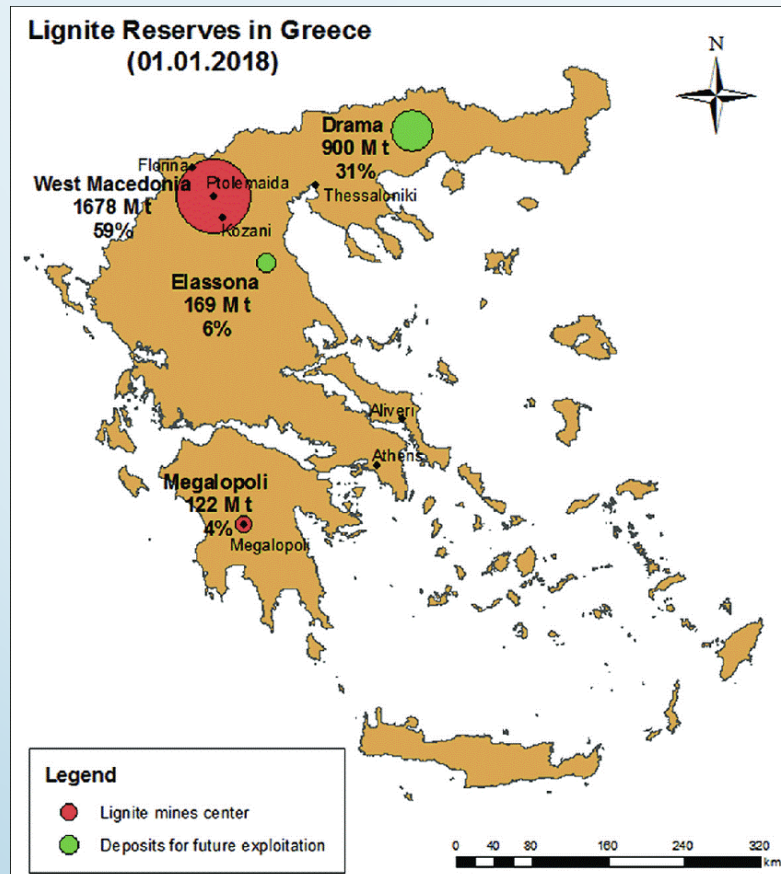 Lignite Reserves in Greece
(01.01.2018)
N
Drama
900 M t
31%
Florina
West Macedonia
1678 M t
59%
Ptolemaida
Kozani
Thessaloniki
Elassona
169 M t
6%
Aliveri
Athens
Megalopoli
122 M t
4%
Megalopoli
Legend
Lignite mines center
Deposits for future exploitation
0 40 80 160 240 320
km